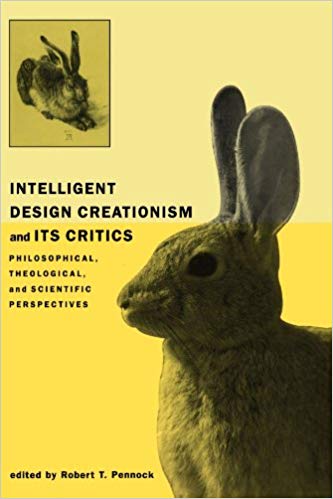 INTELLIGENT
DESIGN CREATIONISM
and ITS CRITICS
PHILOSOPHICAL,
THEOLOGICAL,
and SCIENTIFIC
PERSPECTIVES
edited by Robert T. Pennock